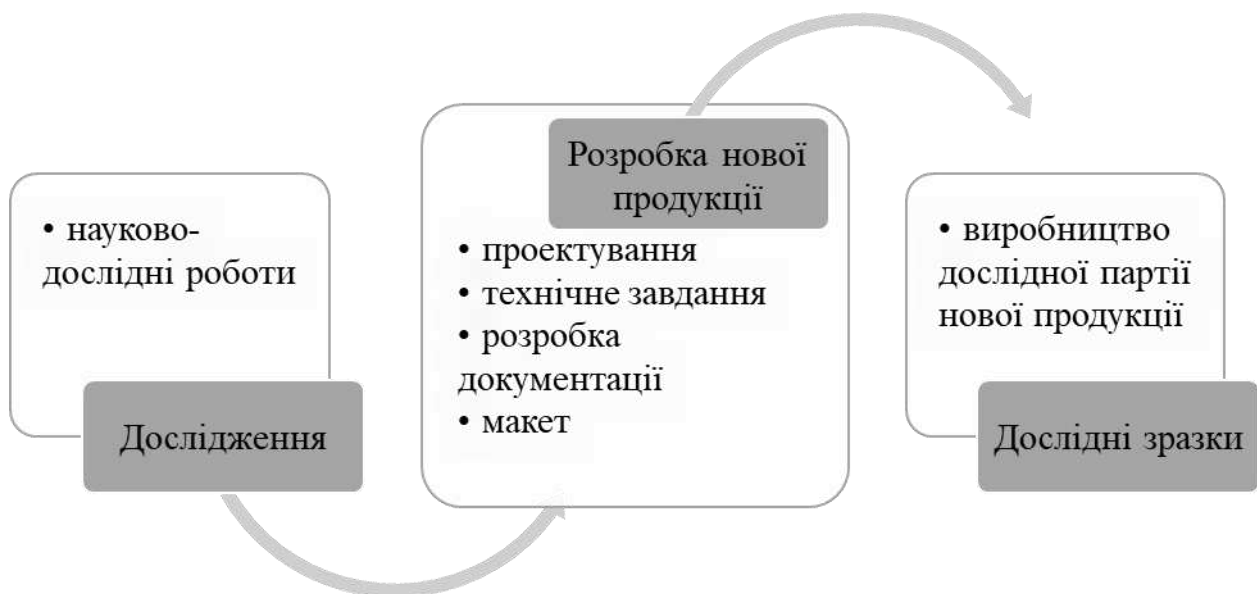 • науково-
дослідні роботи
Дослідження
Розробка нової
продукції
• проектування
• технічне завдання
• розробка
документації
• макет
• виробництво
дослідної партії
нової продукції
Дослідні зразки